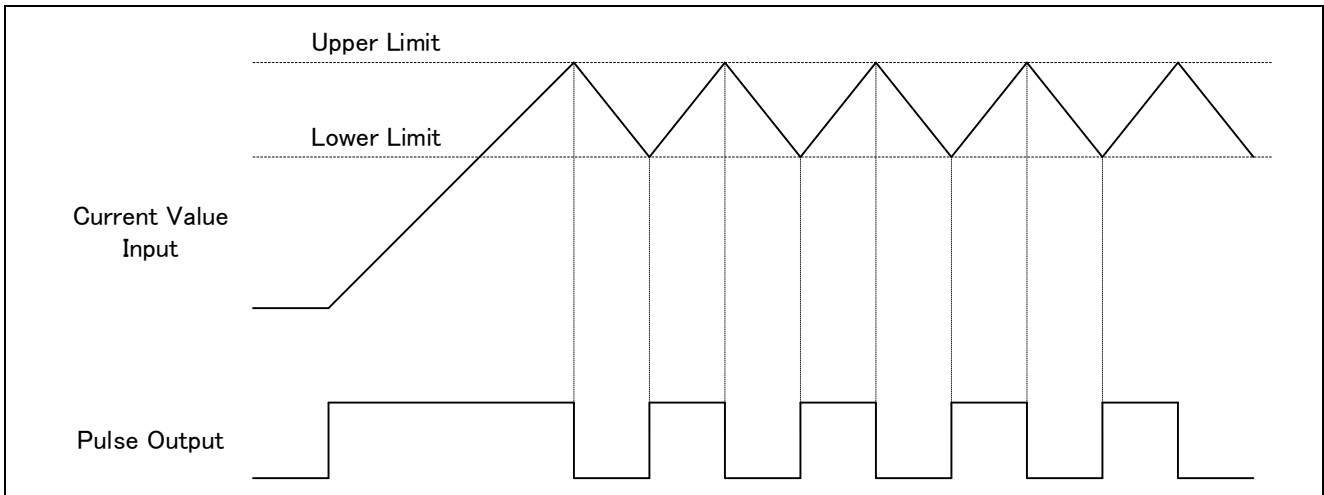 Upper Limit
Lower Limit
Current Value
Input
Pulse Output